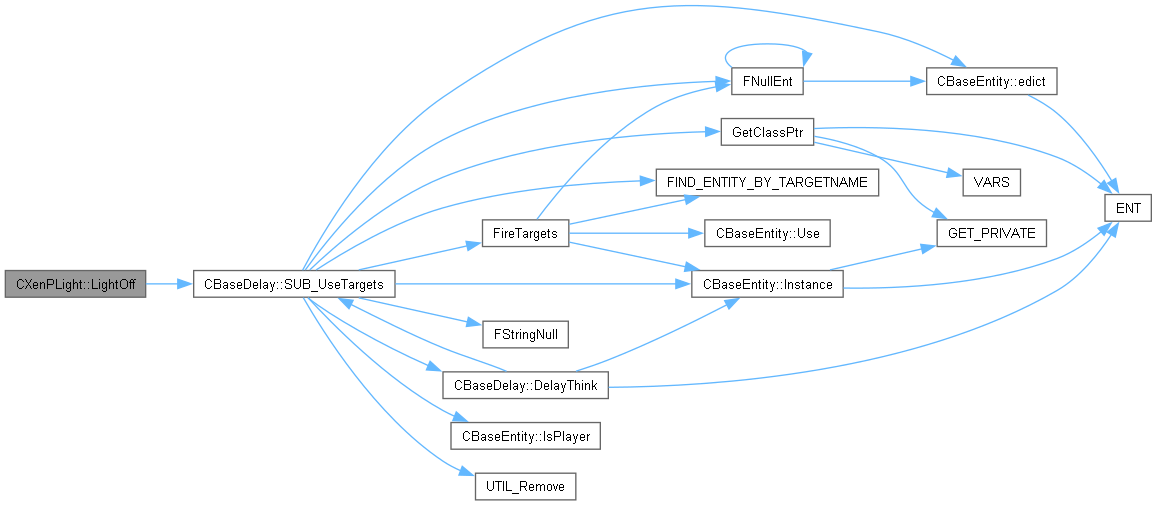 CXenPLight::LightOff
CBaseDelay::SUB_UseTargets
FNullEnt
CBaseEntity::edict
GetClassPtr
FIND_ENTITY_BY_TARGETNAME
VARS
ENT
FireTargets
CBaseEntity::Use
GET_PRIVATE
CBaseEntity::Instance
FStringNull
CBaseDelay::DelayThink
CBaseEntity::IsPlayer
UTIL_Remove